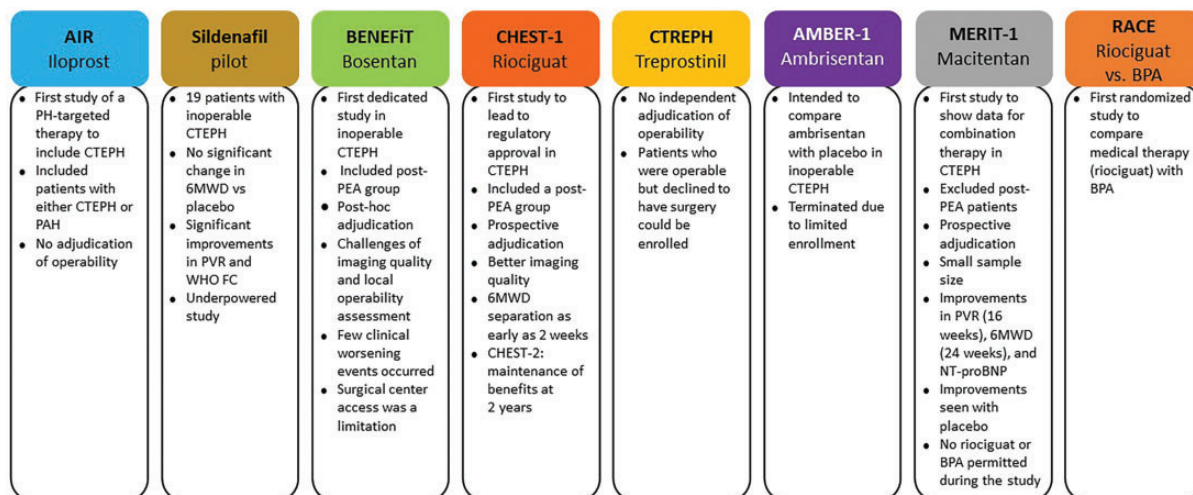 AIR
Iloprost
• First study of a
PH-targeted
therapy to
include CTEPH
• Included
patients with
either CTEPH or
PAH
• No adjudication
of operability
Sildenafil
pilot
• 19 patients with
inoperable
CTEPH
• No significant
change in
6MWD vs
placebo
• Significant
improvements
in PVR and
WHO FC
• Underpowered
study
BENEFiT
Bosentan
• First dedicated
study in
inoperable
CTEPH
• Included post-
PEA group
• Post-hoc
adjudication
• Challenges of
imaging quality
and local
operability
assessment
• Few clinical
worsening
events occurred
• Surgical center
access was a
limitation
CHEST-1
Riociguat
• First study to
lead to
regulatory
approval in
CTEPH
• Included a post-
PEA group
• Prospective
adjudication
• Better imaging
quality
• 6MWD
separation as
early as 2 weeks
• CHEST-2:
maintenance of
benefits at
2 years
CTREPH
Treprostinil
• No independent
adjudication of
operability
• Patients who
were operable
but declined to
have surgery
could be
enrolled
AMBER-1
Ambrisentan
• Intended to
compare
ambrisentan
with placebo in
inoperable
CTEPH
• Terminated due
to limited
enrollment
MERIT-1
Macitentan
• First study to
show data for
combination
therapy in
CTEPH
• Excluded post-
PEA patients
• Prospective
adjudication
• Small sample
size
• Improvements
in PVR (16
weeks), 6MWD
(24 weeks), and
NT-proBNP
• Improvements
seen with
placebo
• No riociguat or
BPA permitted
during the study
RACE
Riociguat
vs. BPA
• First randomized
study to
compare
medical therapy
(riociguat) with
BPA